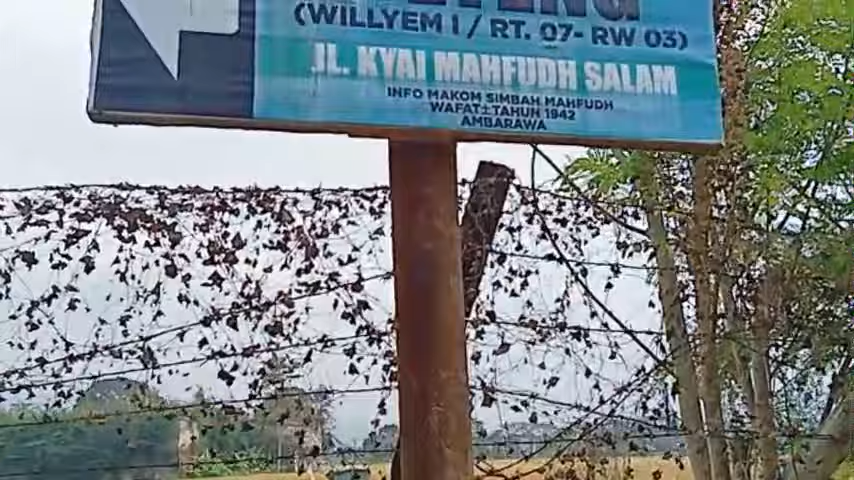 (WILLYEM I / RT. 07- RW 03)
JL. KYAI MAHFUDH SALAM
INFO MAKOM SIMBAH MAHFUDH
WAFAT± TAHUN 1942
AMBARAWA